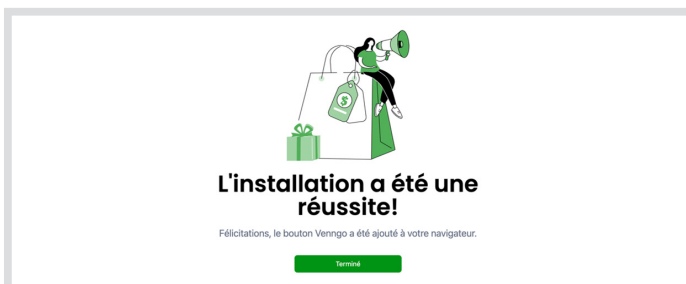 L'installation a été une
réussite!
Félicitations, le bouton Venngo a été ajouté à votre navigateur.
Terminé